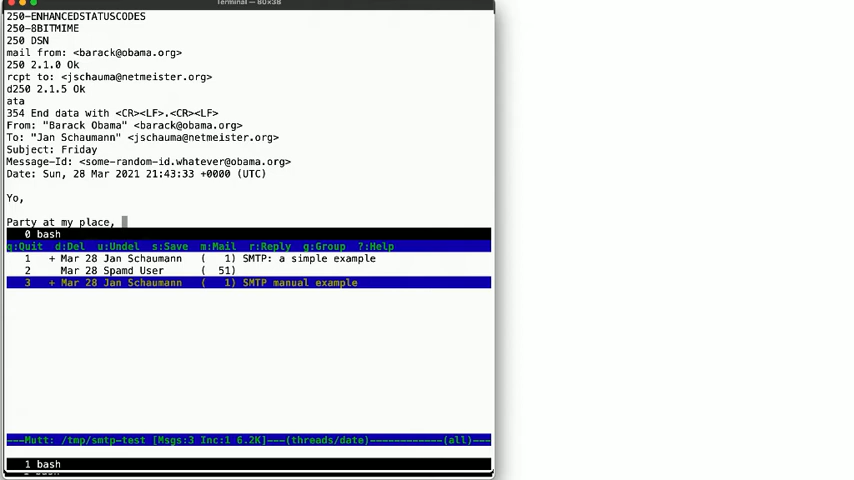 Terminal — 80×38
250-ENHANCEDSTATUSCODES
250-8BITMIME
250 DSN
mail from: <barack@obama.org>
250 2.1.0 Ok
rcpt to: <jschauma@netmeister.org>
d250 2.1.5 Ok
ata
354 End data with <CR><LF>.<CR><LF>
From: "Barack Obama" <barack@obama.org>
To: "Jan Schaumann" <jschauma@netmeister.org>
Subject: Friday
Message-Id: <some-random-id.whatever@obama.org>
Date: Sun, 28 Mar 2021 21:43:33 +0000 (UTC)
Yo,
Party at my place,
0 bash
q:Quit d:Del u:Undel s:Save m:Mail r:Reply g:Group ?:Help
1 + Mar 28 Jan Schaumann ( 1) SMTP: a simple example
2 Mar 28 Spamd User ( 51)
3 + Mar 28 Jan Schaumann ( 1) SMTP manual example
---Mutt: /tmp/smtp-test [Msgs:3 Inc:1 6.2K]---(threads/date)------------(all)---
1 bash